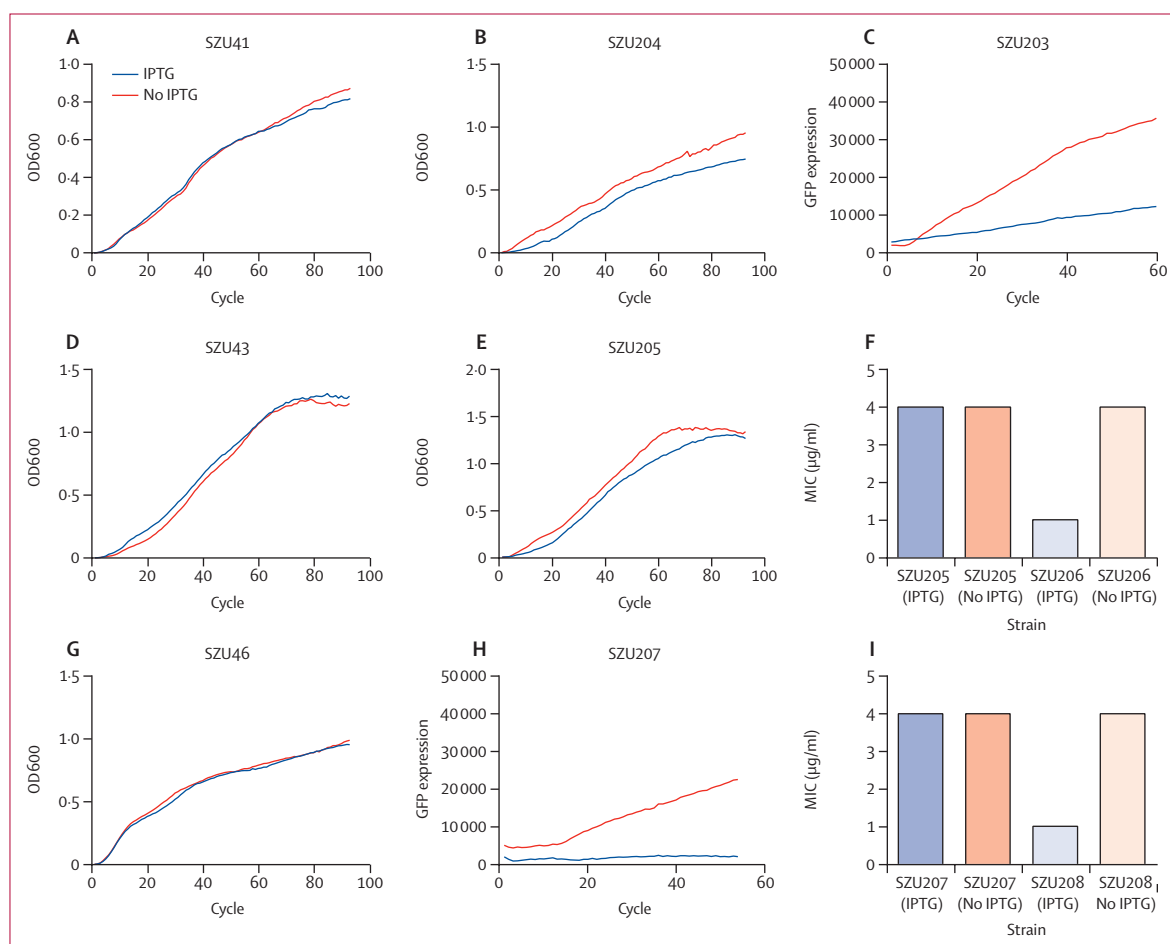 A
SZU41
IPTG
No IPTG
OD600
1·0
0·8
0·6
0·4
0·2
0
0 20 40 60 80 100
Cycle
B
SZU204
OD600
1·5
1·0
0·5
0
0 20 40 60 80 100
Cycle
C
SZU203
GFP expression
50 000
40 000
30 000
20 000
10 000
0
0 20 40 60
Cycle
D
SZU43
OD600
1·5
1·0
0·5
0
0 20 40 60 80 100
Cycle
E
SZU205
OD600
2·0
1·5
1·0
0·5
0
0 20 40 60 80 100
Cycle
F
MIC (µg/ml)
5
4
3
2
1
0
SZU205 SZU205 SZU206 SZU206
(IPTG) (No IPTG) (IPTG) (No IPTG)
Strain
G
SZU46
OD600
1·5
1·0
0·5
0
0 20 40 60 80 100
Cycle
H
SZU207
GFP expression
50 000
40 000
30 000
20 000
10 000
0
0 20 40 60
Cycle
I
MIC (µg/ml)
5
4
3
2
1
0
SZU207 SZU207 SZU208 SZU208
(IPTG) (No IPTG) (IPTG) No IPTG)
Strain